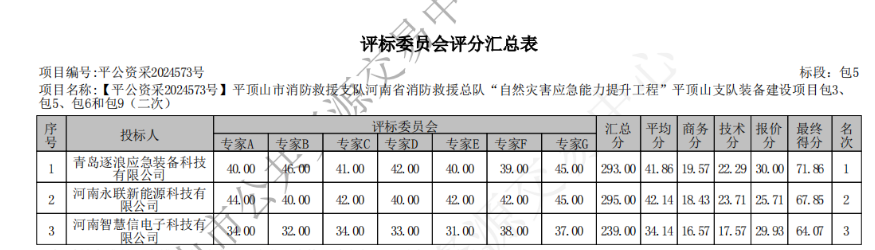 评标委员会评分汇总表
项目编号:平公资采2024573号 标段：包5
项目名称:【平公资采2024573号】平顶山市消防救援支队河南省消防救援总队“自然灾害应急能力提升工程”平顶山支队装备建设项目包3、
包5、包6和包9（二次）
序号 投标人 评标委员会 汇总分 平均分 商务分 技术分 报价分 最终得分 名次
专家A 专家B 专家C 专家D 专家E 专家F 专家G
1 青岛逐浪应急装备科技有限公司 40.00 46.00 41.00 42.00 40.00 39.00 45.00 293.00 41.86 19.57 22.29 30.00 71.86 1
2 河南永联新能源科技有限公司 44.00 40.00 42.00 40.00 42.00 42.00 45.00 295.00 42.14 18.43 23.71 25.71 67.85 2
3 河南智慧信电子科技有限公司 34.00 32.00 34.00 33.00 31.00 38.00 37.00 239.00 34.14 16.57 17.57 29.93 64.07 3